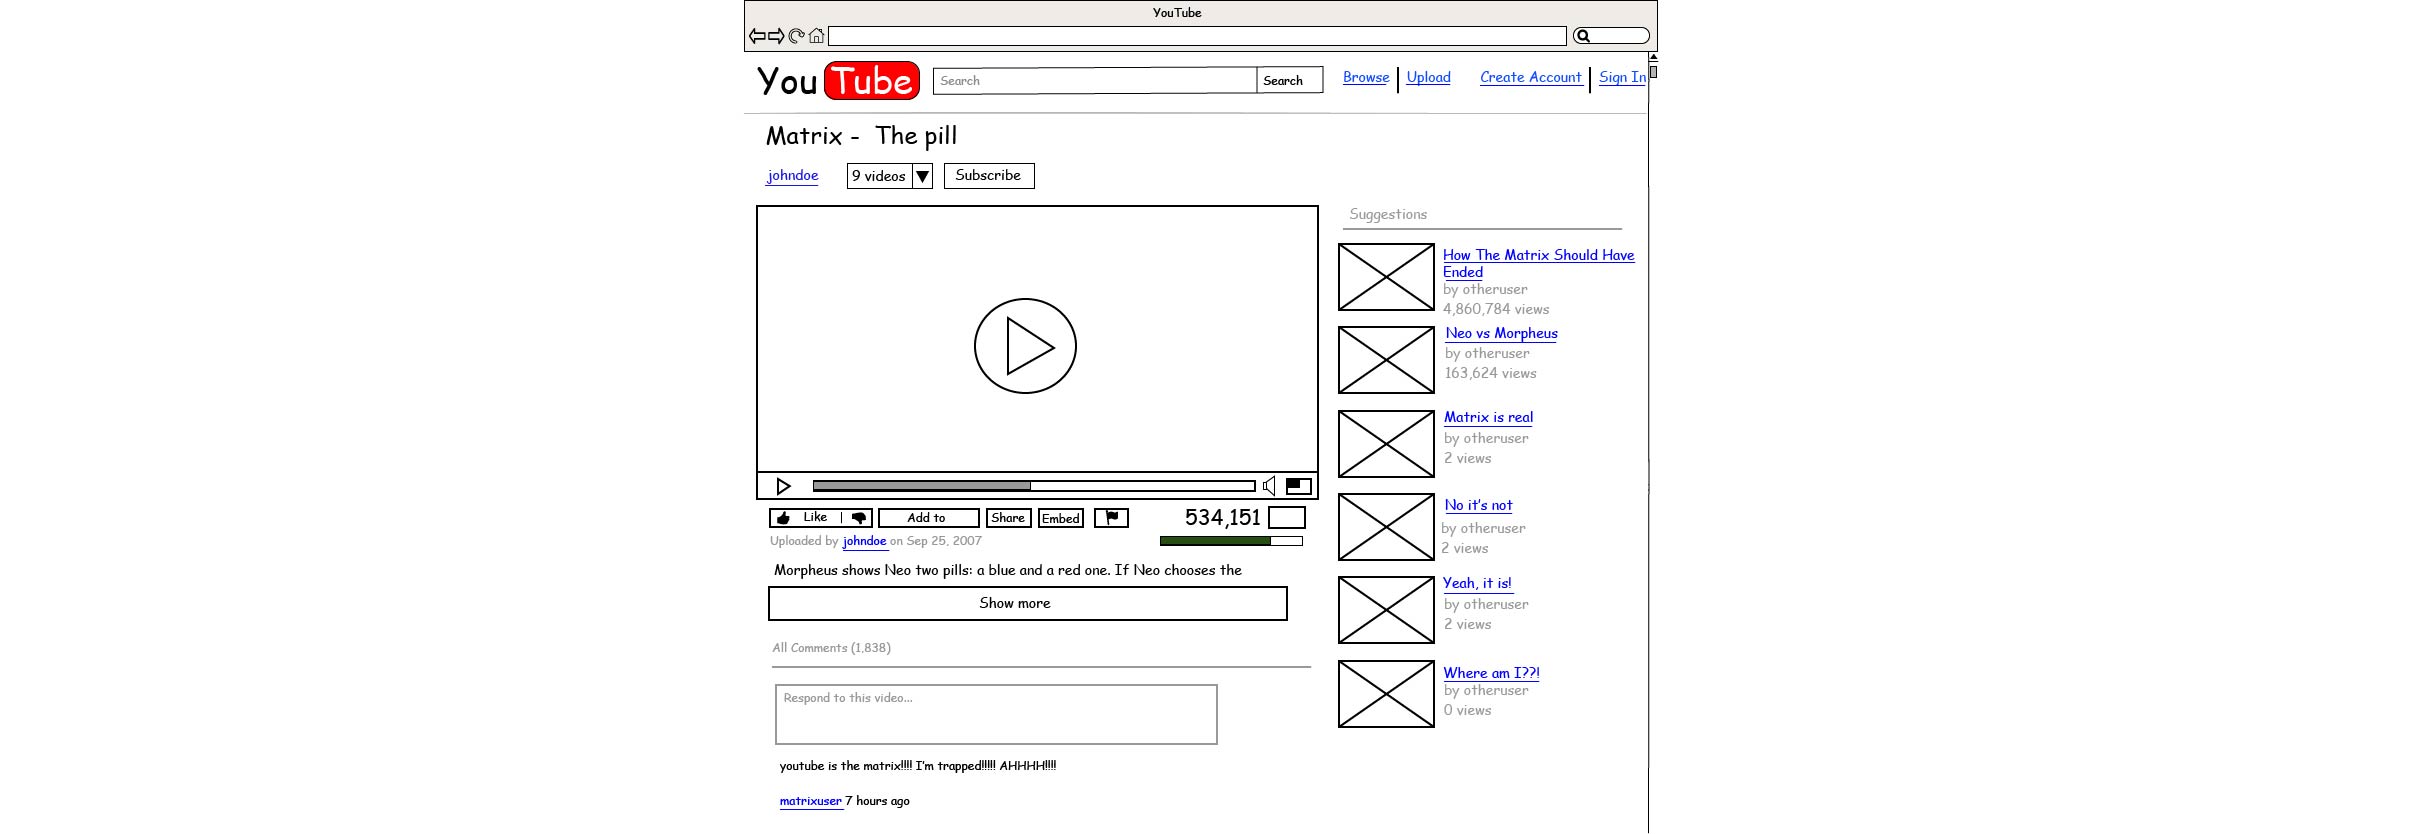 YouTube
You Tube
Search
Search
Browse
Upload
Create Account
Sign In
Matrix - The pill
johndoe
9 videos
Subscribe
Like
Add to
Share
Embed
534,151
Uploaded by johndoe on Sep 25, 2007
Morpheus shows Neo two pills: a blue and a red one. If Neo chooses the
Show more
All Comments (1,838)
Respond to this video...
youtube is the matrix!!!! I'm trapped!!!!! AHHHH!!!!
matrixuser 7 hours ago
Suggestions
How The Matrix Should Have
Ended
by otheruser
4,860,784 views
Neo vs Morpheus
by otheruser
163,624 views
Matrix is real
by otheruser
2 views
No it's not
by otheruser
2 views
Yeah, it is!
by otheruser
2 views
Where am I??!
by otheruser
0 views